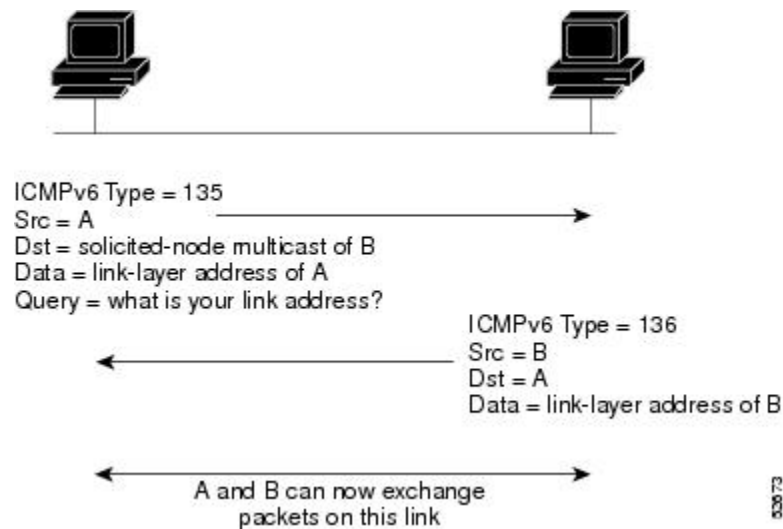 ICMPv6 Type = 135
Src = A
Dst = solicited-node multicast of B
Data = link-layer address of A
Query = what is your link address?
ICMPv6 Type = 136
Src = B
Dst = A
Data = link-layer address of B
A and B can now exchange
packets on this link